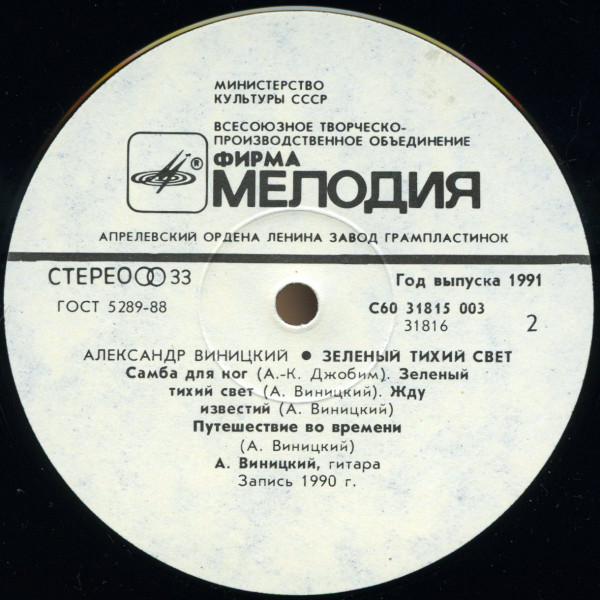 МИНИСТЕРСТВО
КУЛЬТУРЫ СССР
ВСЕСОЮЗНОЕ ТВОРЧЕСКО-
ПРОИЗВОДСТВЕННОЕ ОБЪЕДИНЕНИЕ
ФИРМА
®
МЕЛОДИЯ
АПРЕЛЕВСКИЙ ОРДЕНА ЛЕНИНА ЗАВОД ГРАМПЛАСТИНОК
СТЕРЕО 33
Год выпуска 1991
ГОСТ 5289-88
С60 31815 003
31816
2
АЛЕКСАНДР ВИНИЦКИЙ ● ЗЕЛЕНЫЙ ТИХИЙ СВЕТ
Самба для ног (А.-К. Джобим). Зеленый
тихий свет (А. Виницкий). Жду
известий (А. Виницкий)
Путешествие во времени
(А. Виницкий)
А. Виницкий, гитара
Запись 1990 г.